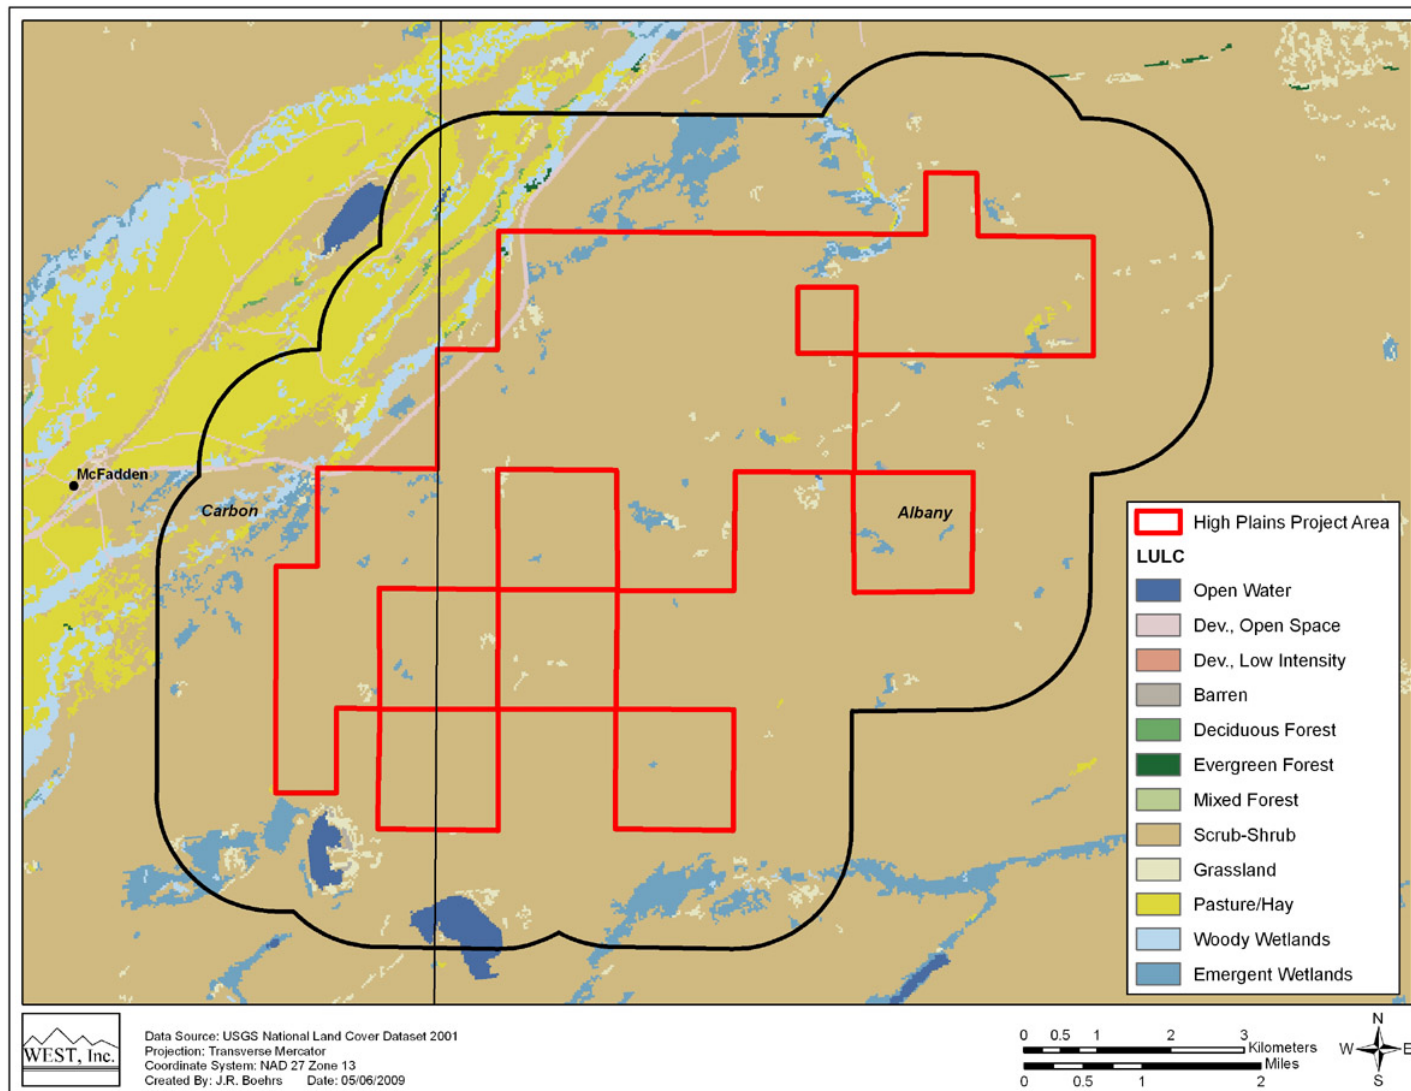 McFadden
Carbon
Albany
High Plains Project Area
LULC
Open Water
Dev., Open Space
Dev., Low Intensity
Barren
Deciduous Forest
Evergreen Forest
Mixed Forest
Scrub-Shrub
Grassland
Pasture/Hay
Woody Wetlands
Emergent Wetlands
WEST, Inc.
Data Source: USGS National Land Cover Dataset 2001
Projection: Transverse Mercator
Coordinate System: NAD 27 Zone 13
Created By: J.R. Boehrs Date: 05/06/2009
0 0.5 1 2 3
Kilometers
Miles
0 0.5 1 2
N
W E
S